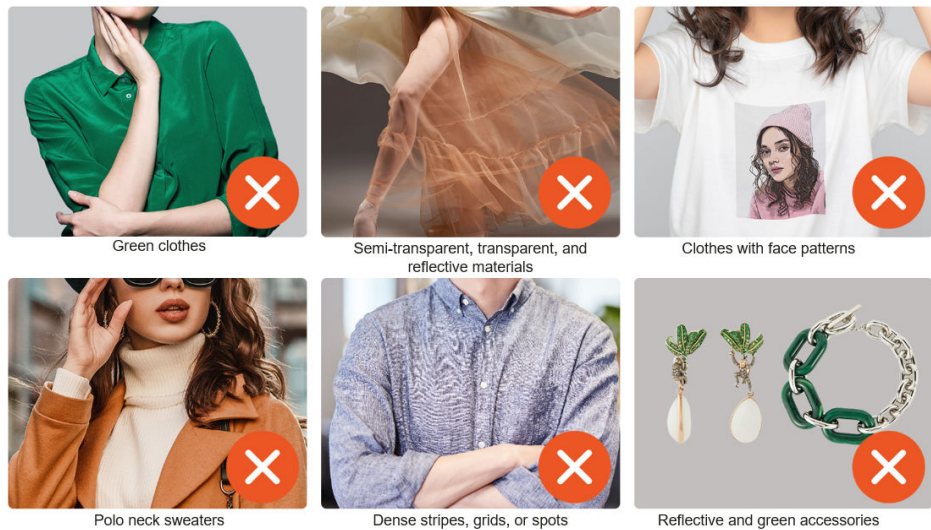 Green clothes
Semi-transparent, transparent, and
reflective materials
Clothes with face patterns
Polo neck sweaters
Dense stripes, grids, or spots
Reflective and green accessories